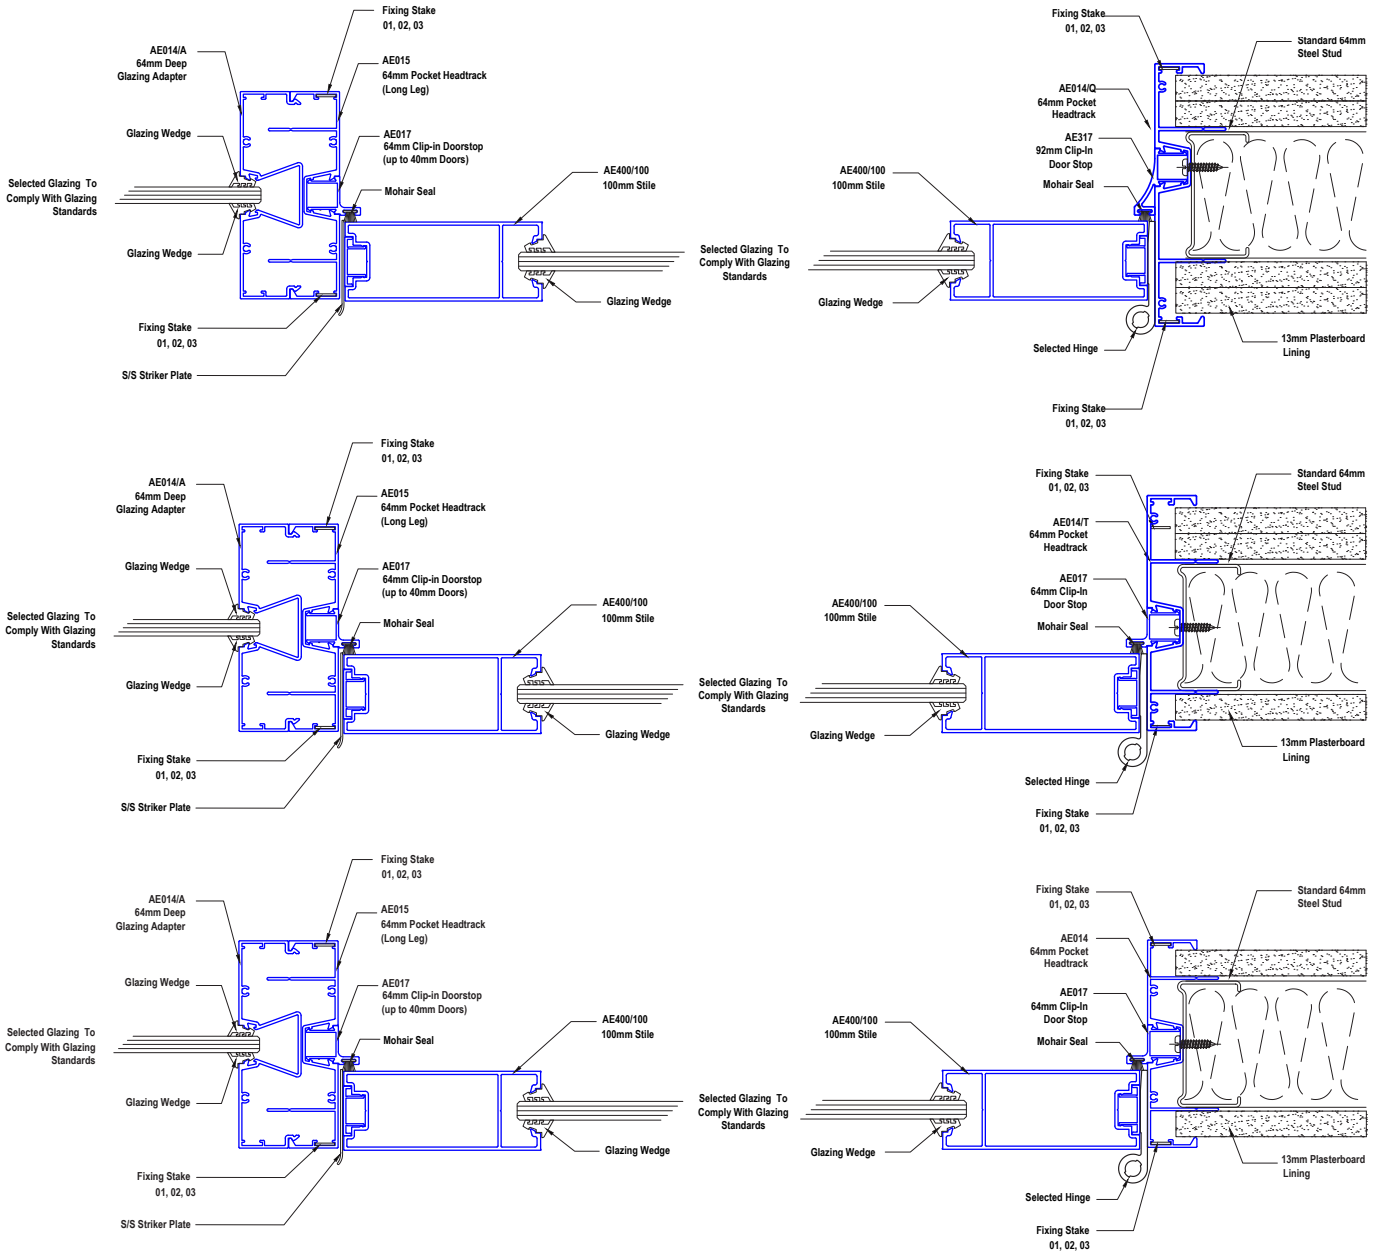 Fixing Stake
01, 02, 03
AE014/A
64mm Deep
Glazing Adapter
AE015
64mm Pocket Headtrack
(Long Leg)
Glazing Wedge
AE017
64mm Clip-in Doorstop
(up to 40mm Doors)
AE400/100
100mm Stile
Selected Glazing To
Comply With Glazing
Standards
Mohair Seal
Glazing Wedge
Glazing Wedge
Fixing Stake
01, 02, 03
S/S Striker Plate
Fixing Stake
01, 02, 03
Standard 64mm
Steel Stud
AE014/Q
64mm Pocket
Headtrack
AE317
92mm Clip-In
Door Stop
AE400/100
100mm Stile
Mohair Seal
Selected Glazing To
Comply With Glazing
Standards
Glazing Wedge
Selected Hinge
13mm Plasterboard
Lining
Fixing Stake
01, 02, 03
Fixing Stake
01, 02, 03
AE014/A
64mm Deep
Glazing Adapter
AE015
64mm Pocket Headtrack
(Long Leg)
Glazing Wedge
AE017
64mm Clip-in Doorstop
(up to 40mm Doors)
AE400/100
100mm Stile
Selected Glazing To
Comply With Glazing
Standards
Mohair Seal
Glazing Wedge
Glazing Wedge
Fixing Stake
01, 02, 03
S/S Striker Plate
Fixing Stake
01, 02, 03
Standard 64mm
Steel Stud
AE014/T
64mm Pocket
Headtrack
AE017
64mm Clip-In
Door Stop
AE400/100
100mm Stile
Mohair Seal
Selected Glazing To
Comply With Glazing
Standards
Glazing Wedge
Selected Hinge
13mm Plasterboard
Lining
Fixing Stake
01, 02, 03
Fixing Stake
01, 02, 03
AE014/A
64mm Deep
Glazing Adapter
AE015
64mm Pocket Headtrack
(Long Leg)
Glazing Wedge
AE017
64mm Clip-in Doorstop
(up to 40mm Doors)
AE400/100
100mm Stile
Selected Glazing To
Comply With Glazing
Standards
Mohair Seal
Glazing Wedge
Glazing Wedge
Fixing Stake
01, 02, 03
S/S Striker Plate
Fixing Stake
01, 02, 03
Standard 64mm
Steel Stud
AE014
64mm Pocket
Headtrack
AE017
64mm Clip-In
Door Stop
AE400/100
100mm Stile
Mohair Seal
Selected Glazing To
Comply With Glazing
Standards
Glazing Wedge
Selected Hinge
13mm Plasterboard
Lining
Fixing Stake
01, 02, 03